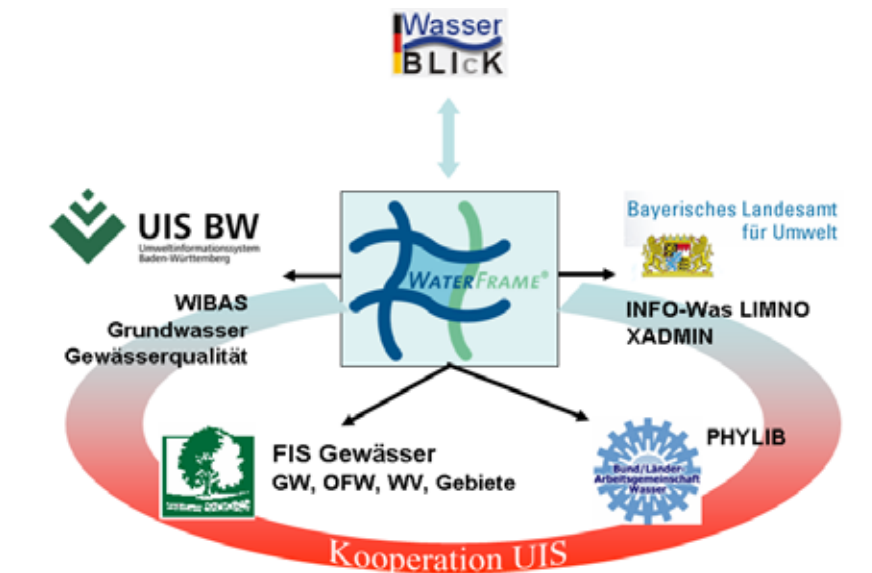 Wasser
BLIcK
UIS BW
Umweltinformationssystem
Baden-Württemberg
Bayerisches Landesamt
für Umwelt
WATERFRAME®
WIBAS
Grundwasser
Gewässerqualität
INFO-Was LIMNO
XADMIN
FIS Gewässer
GW, OFW, WV, Gebiete
PHYLIB
Bund/Länder-
Arbeitsgemeinschaft
Wasser
Kooperation UIS